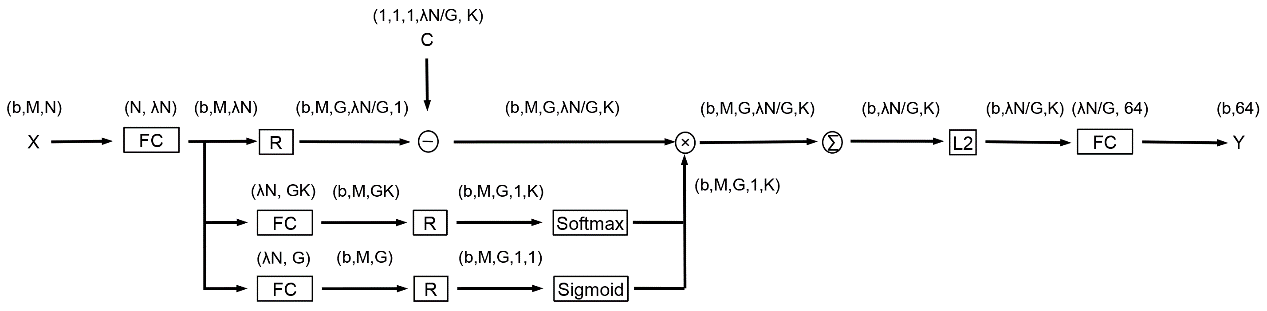 (1,1,1,λN/G, K)
C
(b,M,N) (N, λN) (b,M,λN) (b,M,G,λN/G,1) (b,M,G,λN/G,K) (b,M,G,λN/G,K) (b,λN/G,K) (b,λN/G,K) (λN/G, 64) (b,64)
X FC R − × Σ L2 FC Y
(λN, GK) (b,M,GK) (b,M,G,1,K) (b,M,G,1,K)
FC R Softmax
(λN, G) (b,M,G) (b,M,G,1,1)
FC R Sigmoid